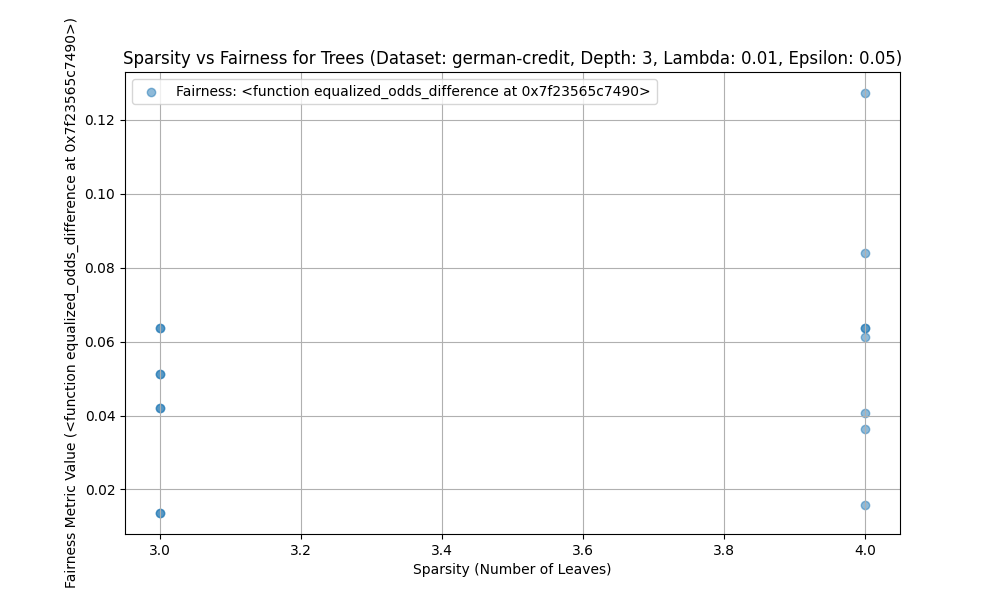 Sparsity vs Fairness for Trees (Dataset: german-credit, Depth: 3, Lambda: 0.01, Epsilon: 0.05)
Fairness: <function equalized_odds_difference at 0x7f23565c7490>
Fairness Metric Value (<function equalized_odds_difference at 0x7f23565c7490>)
0.12
0.10
0.08
0.06
0.04
0.02
3.0 3.2 3.4 3.6 3.8 4.0
Sparsity (Number of Leaves)